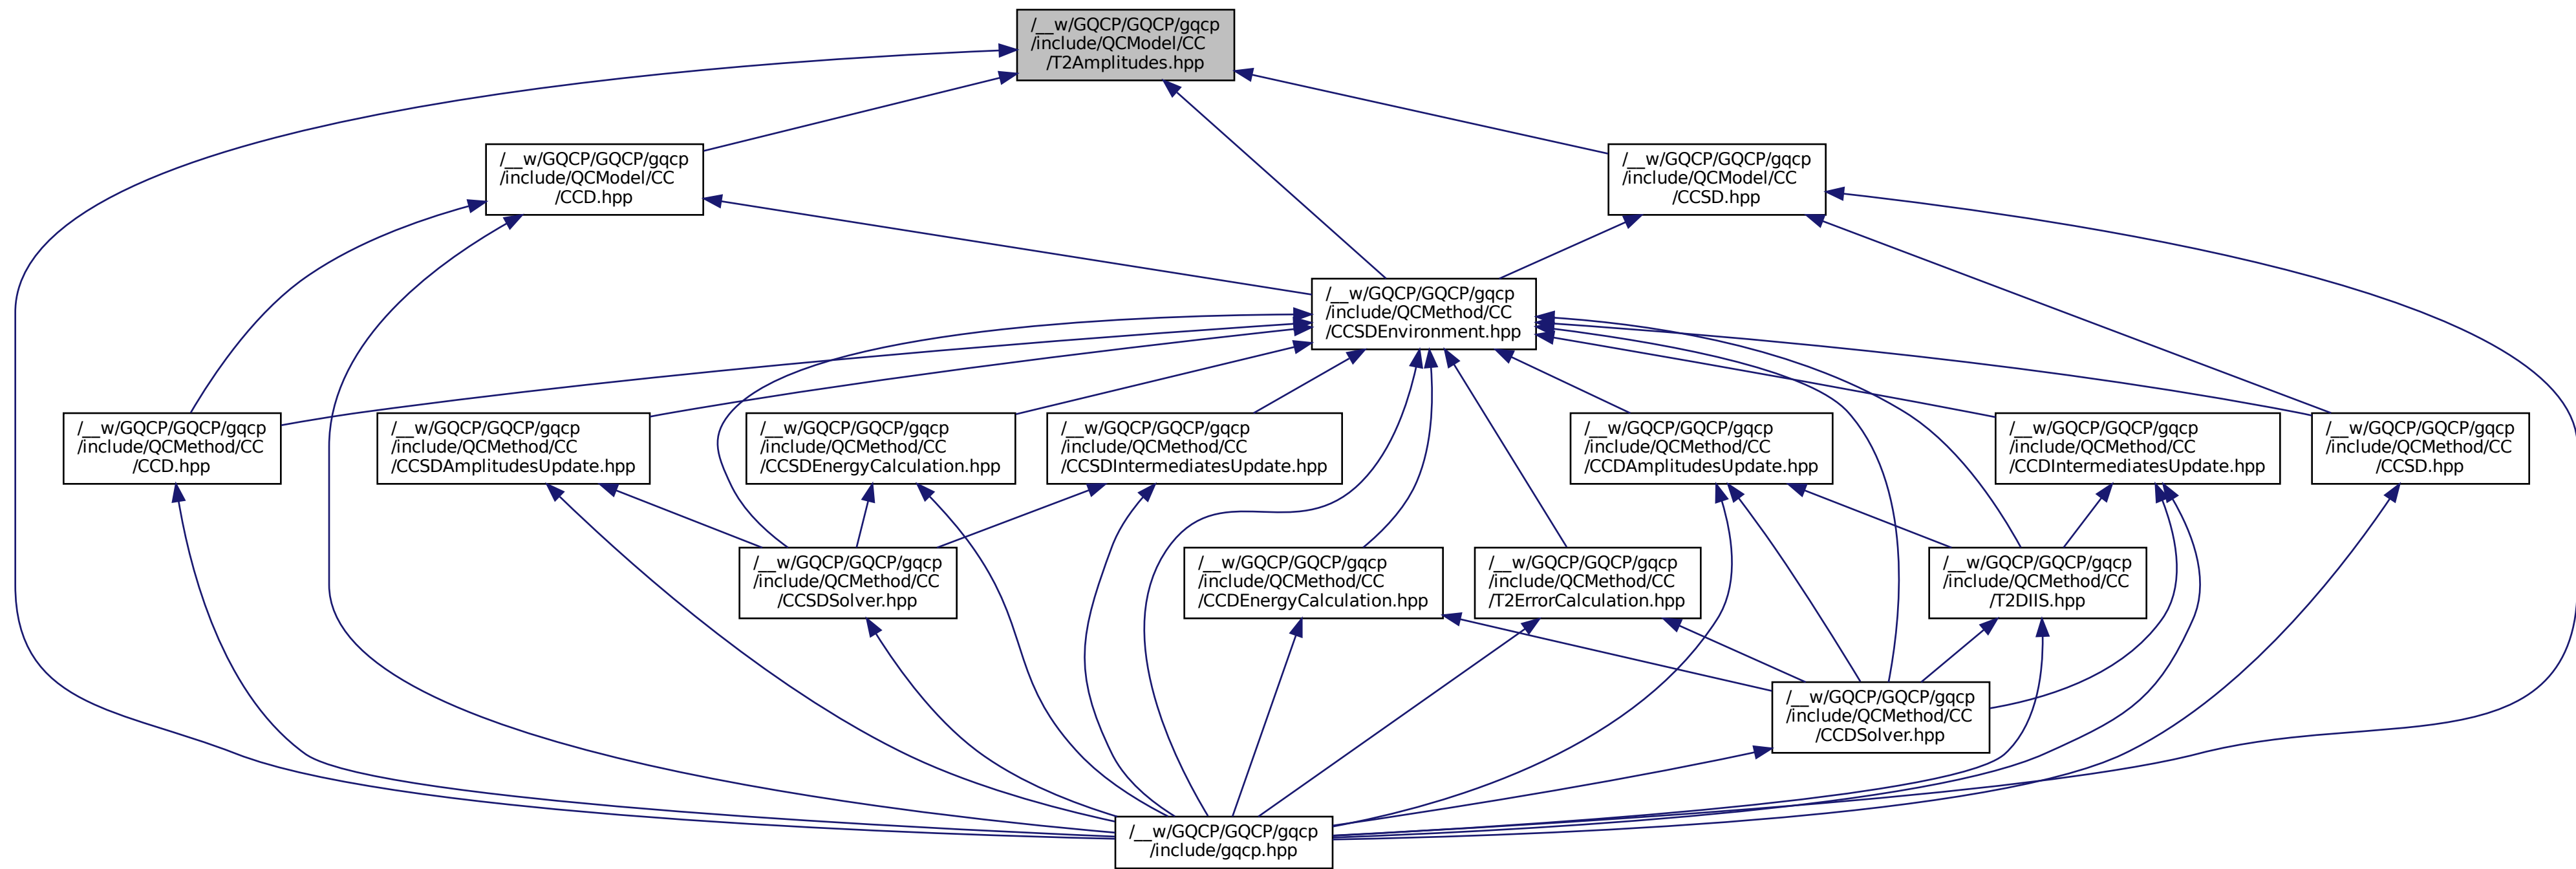 /__w/GQCP/GQCP/gqcp
/include/QCModel/CC
/T2Amplitudes.hpp
/__w/GQCP/GQCP/gqcp
/include/QCModel/CC
/CCD.hpp
/__w/GQCP/GQCP/gqcp
/include/QCModel/CC
/CCSD.hpp
/__w/GQCP/GQCP/gqcp
/include/QCMethod/CC
/CCSDEnvironment.hpp
/__w/GQCP/GQCP/gqcp
/include/QCMethod/CC
/CCD.hpp
/__w/GQCP/GQCP/gqcp
/include/QCMethod/CC
/CCSDAmplitudesUpdate.hpp
/__w/GQCP/GQCP/gqcp
/include/QCMethod/CC
/CCSDEnergyCalculation.hpp
/__w/GQCP/GQCP/gqcp
/include/QCMethod/CC
/CCSDIntermediatesUpdate.hpp
/__w/GQCP/GQCP/gqcp
/include/QCMethod/CC
/CCDAmplitudesUpdate.hpp
/__w/GQCP/GQCP/gqcp
/include/QCMethod/CC
/CCDIntermediatesUpdate.hpp
/__w/GQCP/GQCP/gqcp
/include/QCMethod/CC
/CCSD.hpp
/__w/GQCP/GQCP/gqcp
/include/QCMethod/CC
/CCSDSolver.hpp
/__w/GQCP/GQCP/gqcp
/include/QCMethod/CC
/CCDEnergyCalculation.hpp
/__w/GQCP/GQCP/gqcp
/include/QCMethod/CC
/T2ErrorCalculation.hpp
/__w/GQCP/GQCP/gqcp
/include/QCMethod/CC
/T2DIIS.hpp
/__w/GQCP/GQCP/gqcp
/include/QCMethod/CC
/CCDSolver.hpp
/__w/GQCP/GQCP/gqcp
/include/gqcp.hpp